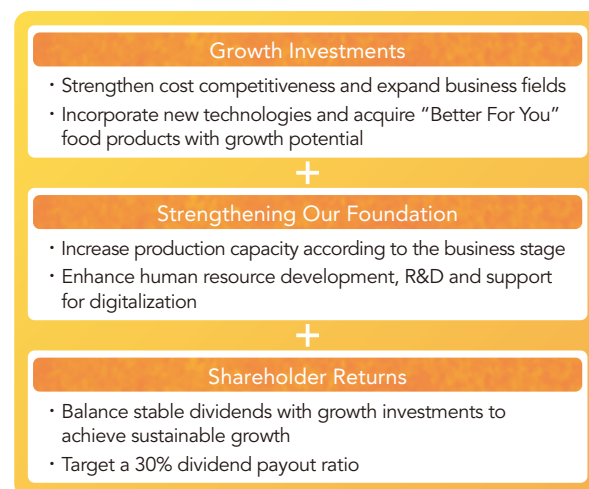 Growth Investments
・Strengthen cost competitiveness and expand business fields
・Incorporate new technologies and acquire “Better For You”
food products with growth potential
+
Strengthening Our Foundation
・Increase production capacity according to the business stage
・Enhance human resource development, R&D and support
for digitalization
+
Shareholder Returns
・Balance stable dividends with growth investments to
achieve sustainable growth
・Target a 30% dividend payout ratio